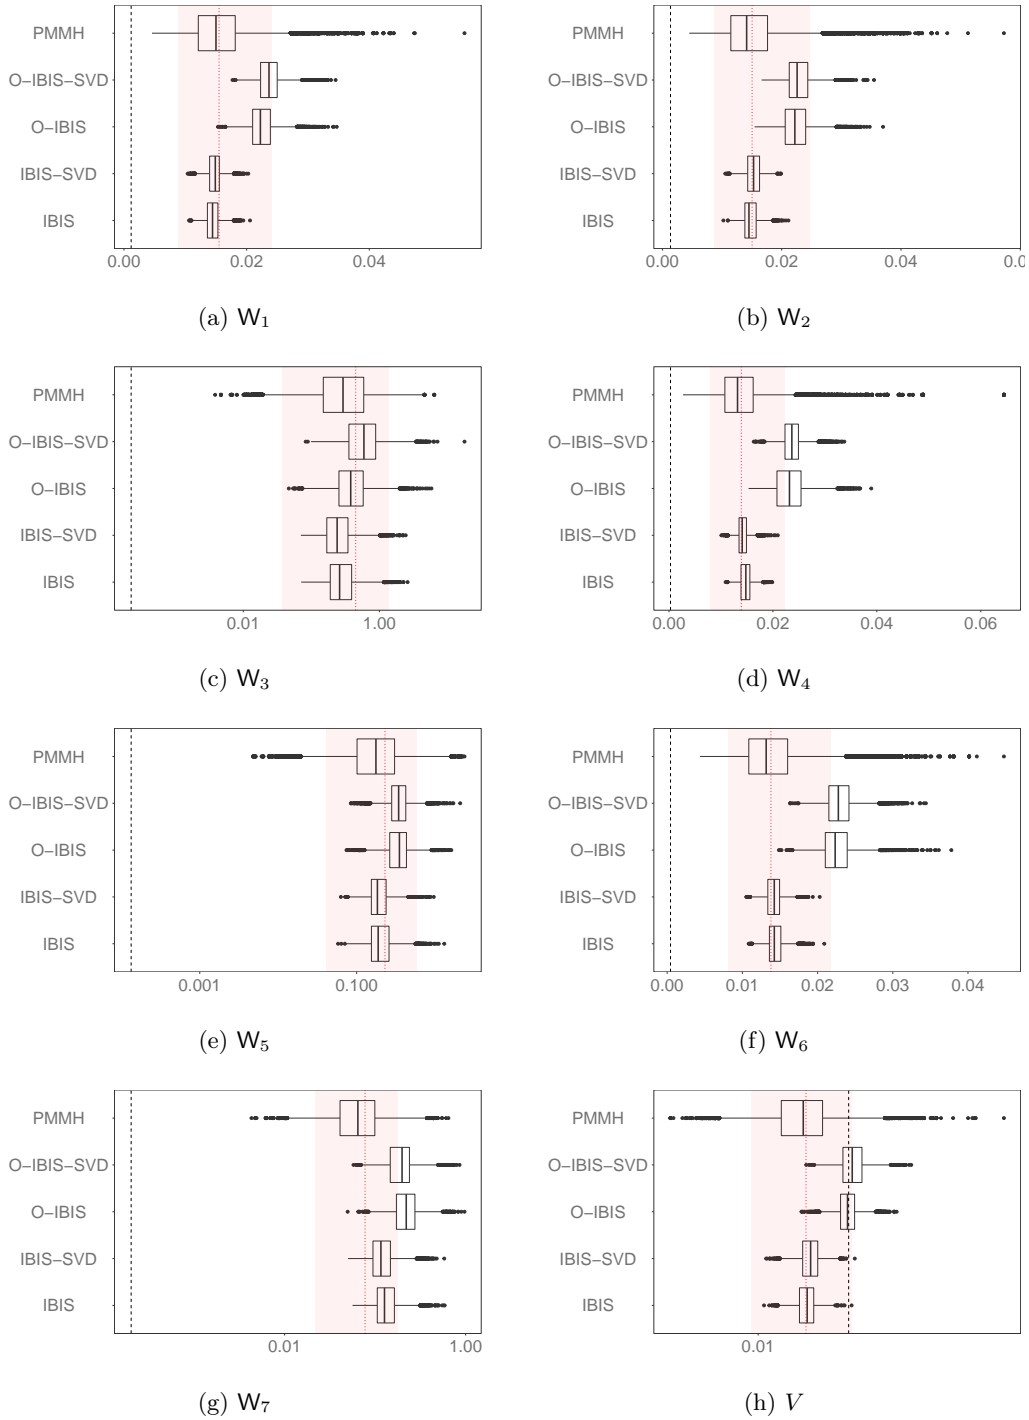 PMMH
O−IBIS−SVD
O−IBIS
IBIS−SVD
IBIS
0.00 0.02 0.04
(a) W1
PMMH
O−IBIS−SVD
O−IBIS
IBIS−SVD
IBIS
0.00 0.02 0.04 0.0
(b) W2
PMMH
O−IBIS−SVD
O−IBIS
IBIS−SVD
IBIS
0.01 1.00
(c) W3
PMMH
O−IBIS−SVD
O−IBIS
IBIS−SVD
IBIS
0.00 0.02 0.04 0.06
(d) W4
PMMH
O−IBIS−SVD
O−IBIS
IBIS−SVD
IBIS
0.001 0.100
(e) W5
PMMH
O−IBIS−SVD
O−IBIS
IBIS−SVD
IBIS
0.00 0.01 0.02 0.03 0.04
(f) W6
PMMH
O−IBIS−SVD
O−IBIS
IBIS−SVD
IBIS
0.01 1.00
(g) W7
PMMH
O−IBIS−SVD
O−IBIS
IBIS−SVD
IBIS
0.01
(h) V